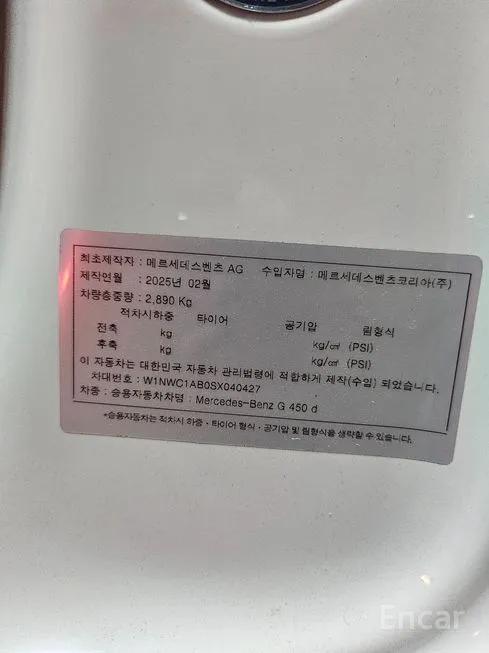 최초제작자 : 메르세데스벤츠 AG 수입자명 : 메르세데스벤츠코리아(주)
제작연월 : 2025년 02월
차량총중량 : 2,890 Kg
적차시하중 타이어 공기압 림형식
전축 kg kg/㎠ (PSI)
후축 kg kg/㎠ (PSI)
이 자동차는 대한민국 자동차 관리법령에 적합하게 제작(수입) 되었습니다.
차대번호 : W1NWC1AB0SX040427
차종 : 승용자동차차명 : Mercedes-Benz G 450 d
*승용자동차는 적차시 하중 · 타이어 형식 · 공기압 및 림형식을 생략할 수 있습니다.
Encar